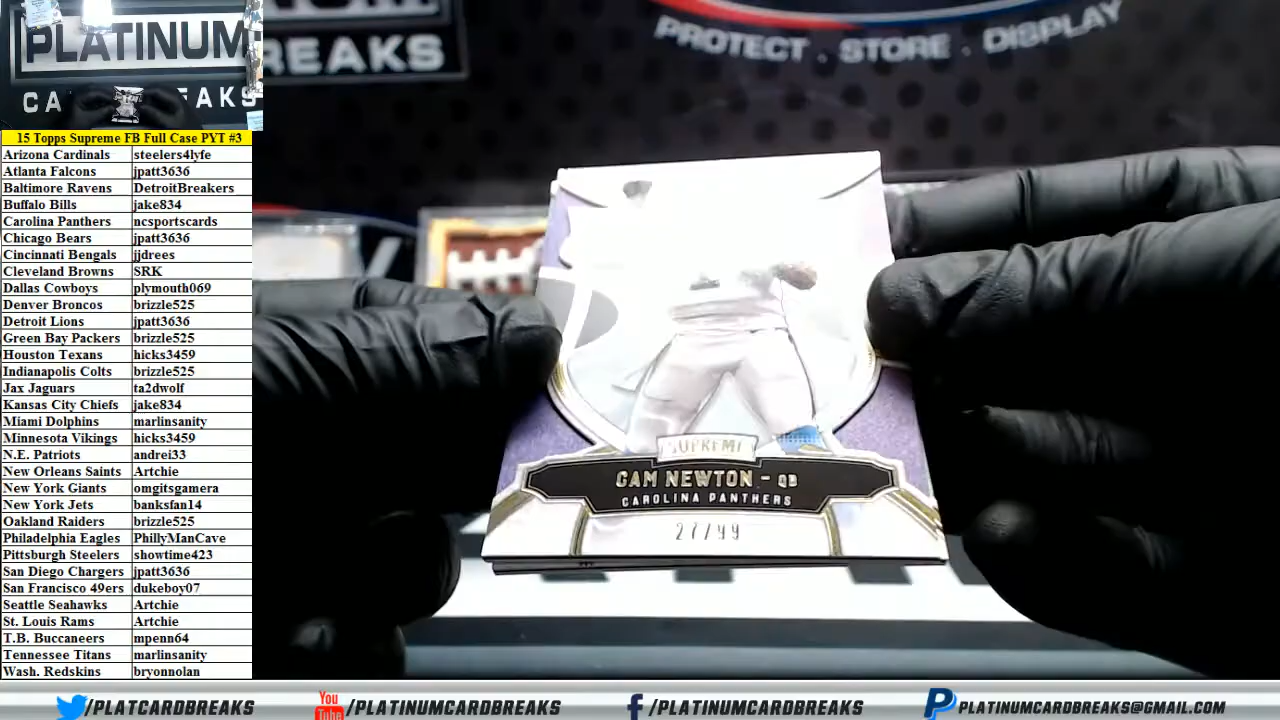 PLATINUM
REAKS
CA
EAKS
PROTECT . STORE . DISPLAY
15 Topps Supreme FB Full Case PYT #3
Arizona Cardinals steelers4lyfe
Atlanta Falcons jpatt3636
Baltimore Ravens DetroitBreakers
Buffalo Bills jake834
Carolina Panthers ncsportscards
Chicago Bears jpatt3636
Cincinnati Bengals jjdrees
Cleveland Browns SRK
Dallas Cowboys plymouth069
Denver Broncos brizzle525
Detroit Lions jpatt3636
Green Bay Packers brizzle525
Houston Texans hicks3459
Indianapolis Colts brizzle525
Jax Jaguars ta2dwolf
Kansas City Chiefs jake834
Miami Dolphins marlinsanity
Minnesota Vikings hicks3459
N.E. Patriots andrei33
New Orleans Saints Artchie
New York Giants omgitsgamera
New York Jets banksfan14
Oakland Raiders brizzle525
Philadelphia Eagles PhillyManCave
Pittsburgh Steelers showtime423
San Diego Chargers jpatt3636
San Francisco 49ers dukeboy07
Seattle Seahawks Artchie
St. Louis Rams Artchie
T.B. Buccaneers mpenn64
Tennessee Titans marlinsanity
Wash. Redskins bryonnolan
SUPREME
CAM NEWTON - QB
CAROLINA PANTHERS
27/99
/PLATCARDBREAKS
You Tube /PLATINUMCARDBREAKS
/PLATINUMCARDBREAKS
PLATINUMCARDBREAKS@GMAIL.COM